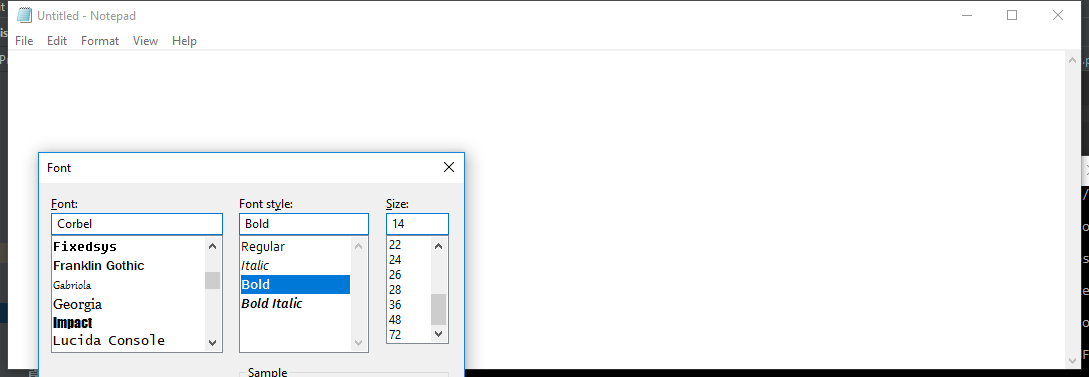 Untitled - Notepad
File Edit Format View Help
Font
Font: Font style: Size:
Corbel Bold 14
Fixedsys Regular 22
Franklin Gothic Italic 24
Gabriola Bold 26
Georgia Bold Italic 28
Impact 36
Lucida Console 48
72
Sample